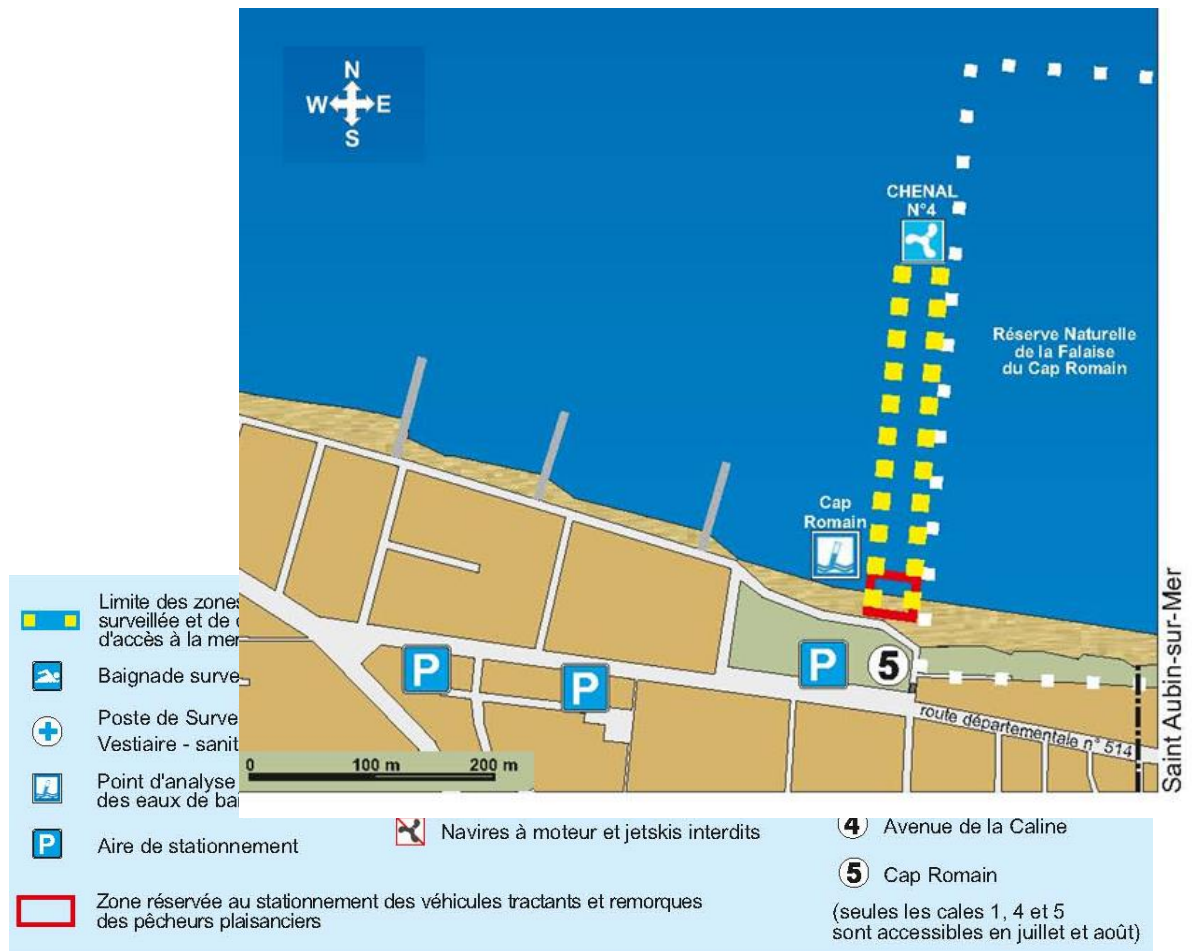 N
W E
S
CHENAL
N°4
Réserve Naturelle
de la Falaise
du Cap Romain
Cap
Romain
P
P
P
5
route départementale n° 514
Saint Aubin-sur-Mer
0 100 m 200 m
Limite des zones
surveillée et de
d'accès à la mer
Baignade surve
Poste de Surve
Vestiaire - sanit
Point d'analyse
des eaux de ba
P Aire de stationnement
Zone réservée au stationnement des véhicules tractants et remorques
des pêcheurs plaisanciers
Navires à moteur et jetskis interdits
4 Avenue de la Caline
5 Cap Romain
(seules les cales 1, 4 et 5
sont accessibles en juillet et août)